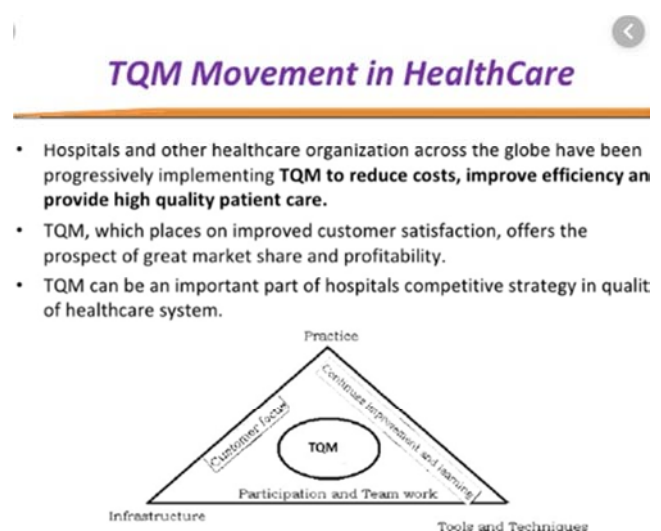 TQM Movement in HealthCare
• Hospitals and other healthcare organization across the globe have been
progressively implementing TQM to reduce costs, improve efficiency an
provide high quality patient care.
• TQM, which places on improved customer satisfaction, offers the
prospect of great market share and profitability.
• TQM can be an important part of hospitals competitive strategy in qualit
of healthcare system.
Practice
Customer focus
Continues improvement and learning
TQM
Participation and Team work
Infrastructure
Tools and Techniques